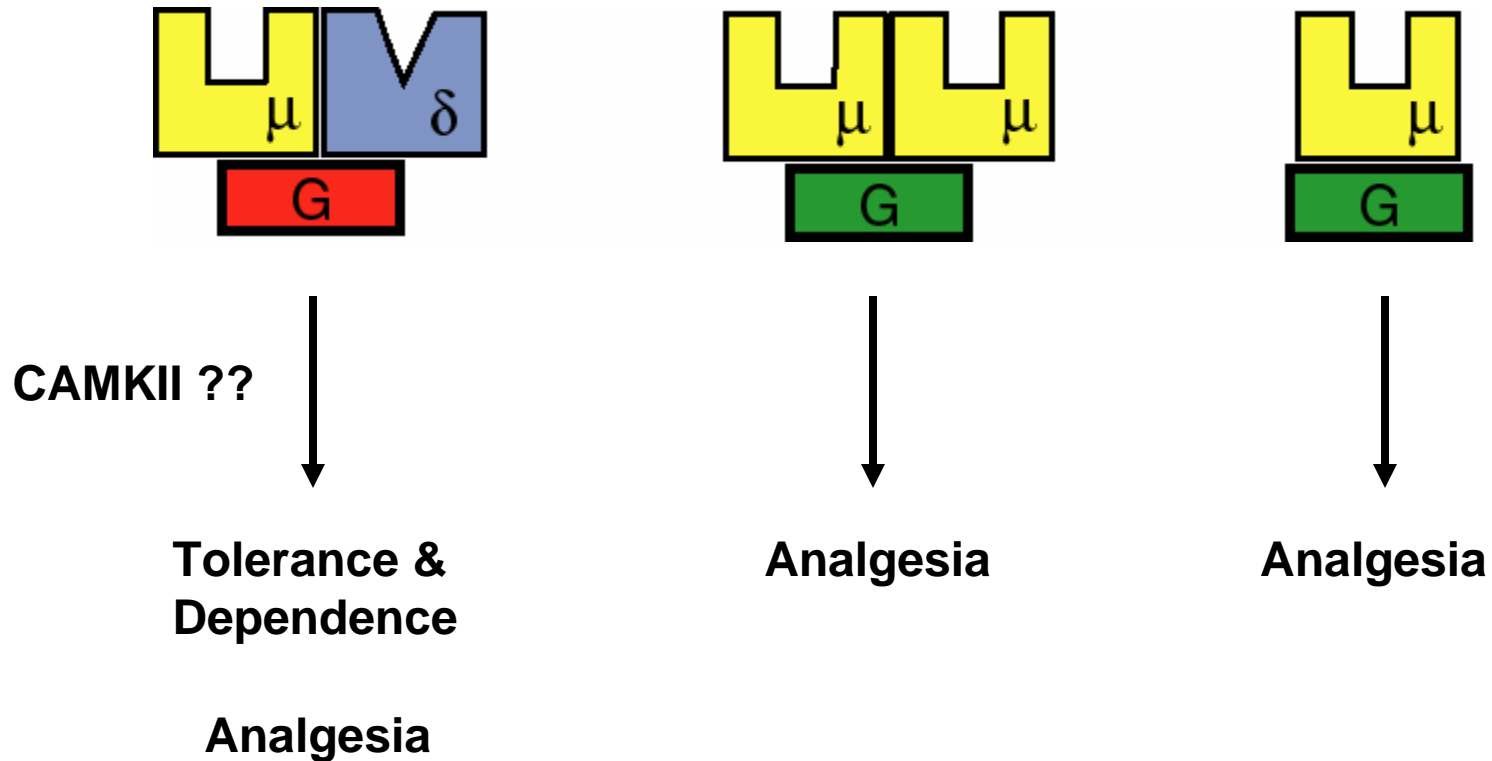 μ δ μ μ μ
G G G
CAMKII ??
Tolerance & Analgesia Analgesia
Dependence
Analgesia